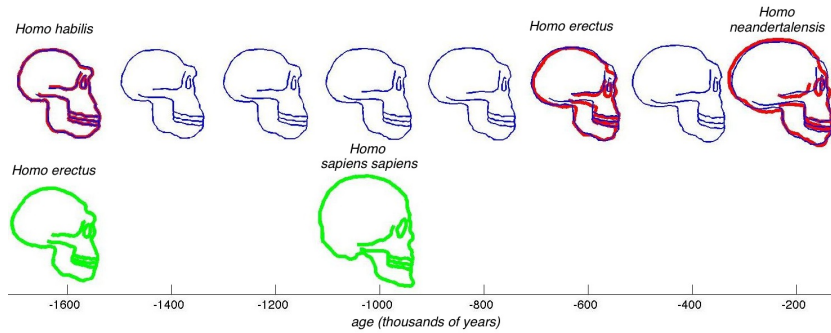 Homo habilis
Homo erectus
Homo
neandertalensis
Homo erectus
Homo
sapiens sapiens
-1600 -1400 -1200 -1000 -800 -600 -400 -200
age (thousands of years)